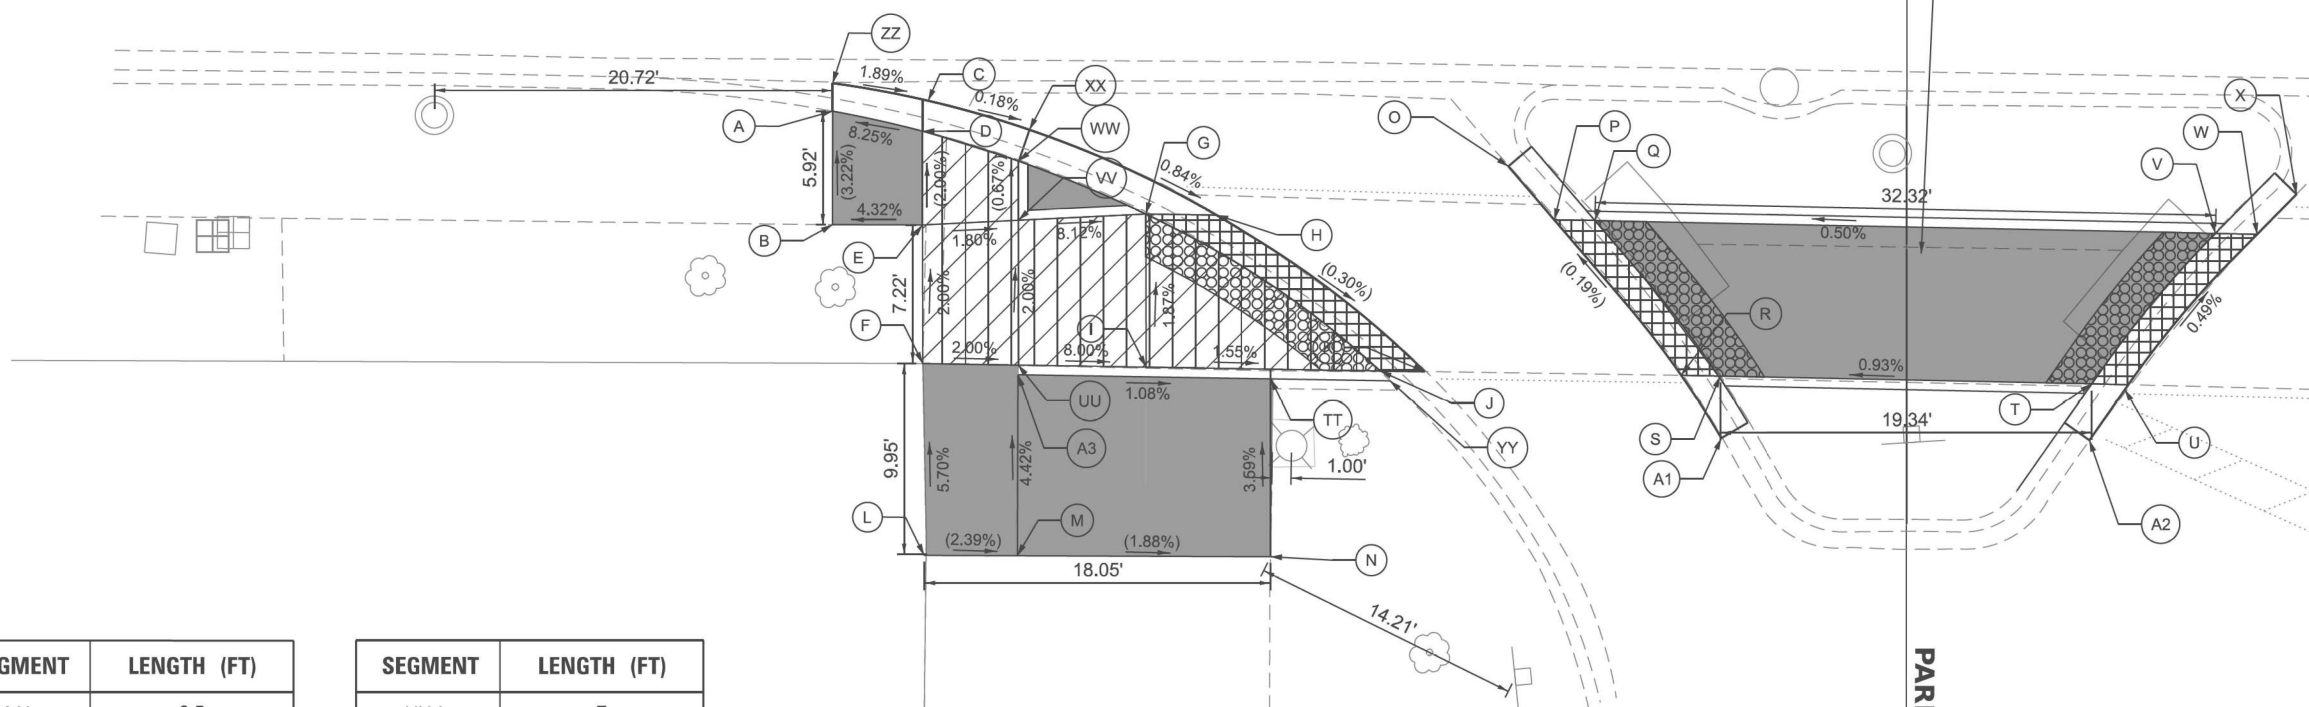 ZZ
20.72'
1.89%
C
0.18%
XX
A
8.25%
D
WW
G
O
P
Q
X
W
V
5.92'
(3.22%)
(2.00%)
(0.67%)
VV
0.84%
32.32'
4.32%
B
E
1.80%
8.12%
H
0.50%
7.22'
2.00%
2.00%
1.87%
(0.30%)
(0.19%)
0.49%
F
I
R
2.00%
8.00%
1.55%
0.93%
UU
1.08%
J
TT
T
19.34'
S
U
9.95'
5.70%
4.42%
A3
3.59%
1.00'
YY
A1
L
M
A2
(2.39%)
(1.88%)
N
18.05'
14.21'
GMENT LENGTH (FT)
SEGMENT LENGTH (FT)
PAR